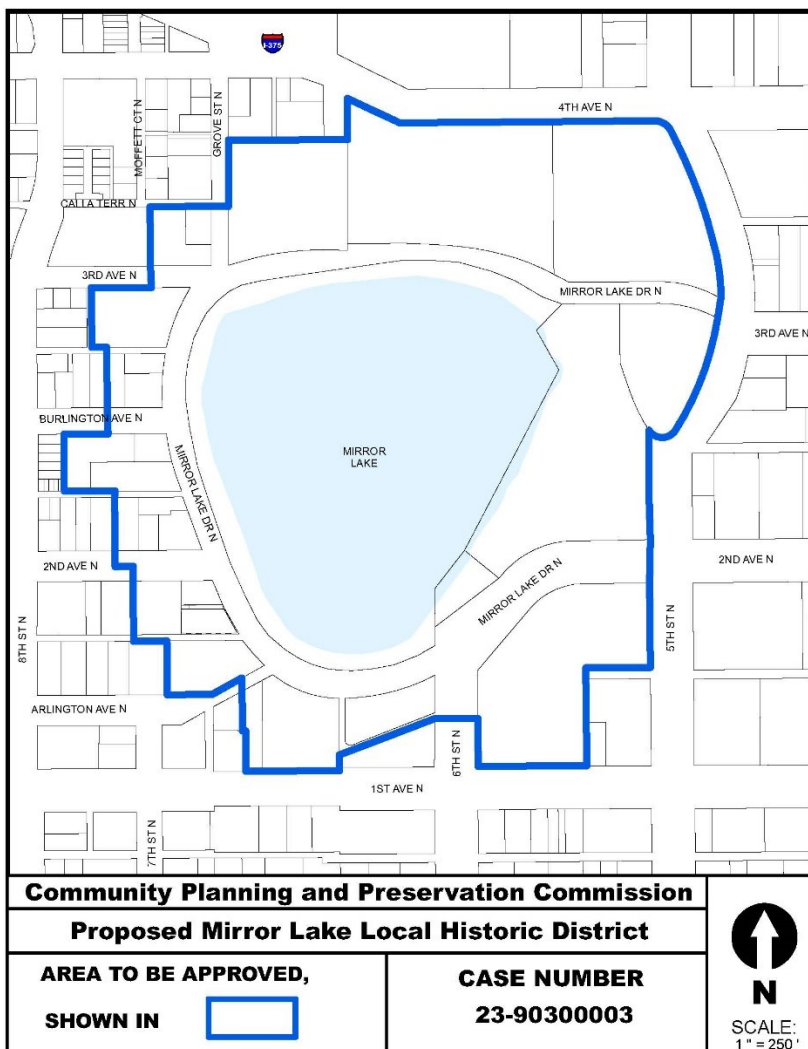 I-375
4TH AVE N
MOFFETT CT N
GROVE ST N
CALLA TERR N
3RD AVE N
MIRROR LAKE DR N
3RD AVE N
BURLINGTON AVE N
MIRROR
LAKE
MIRROR LAKE DR N
2ND AVE N
MIRROR LAKE DR N
2ND AVE N
8TH ST N
5TH ST N
ARLINGTON AVE N
6TH ST N
1ST AVE N
7TH ST N
Community Planning and Preservation Commission
Proposed Mirror Lake Local Historic District
AREA TO BE APPROVED,
SHOWN IN
CASE NUMBER
23-90300003
N
SCALE:
1" = 250'